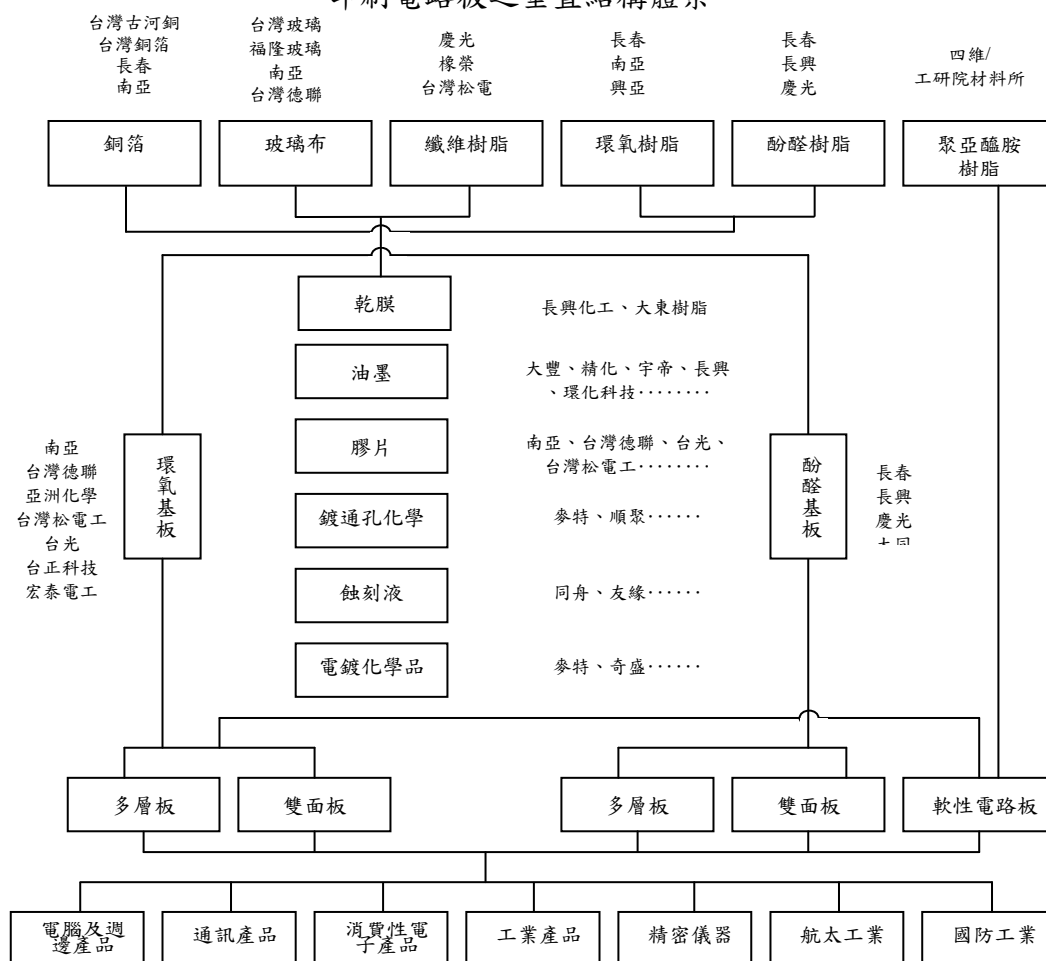 印刷電路板之垂直結構體系
台灣古河銅
台灣銅箔
長春
南亞
台灣玻璃
福隆玻璃
南亞
台灣德聯
慶光
橡榮
台灣松電
長春
南亞
興亞
長春
長興
慶光
四維/
工研院材料所
銅箔
玻璃布
纖維樹脂
環氧樹脂
酚醛樹脂
聚亞醯胺
樹脂
乾膜
長興化工、大東樹脂
油墨
大豐、精化、宇帝、長興
、環化科技‥‥‥‥
膠片
南亞、台灣德聯、台光、
台灣松電工‥‥‥‥
鍍通孔化學
麥特、順聚‥‥‥
蝕刻液
同舟、友緣‥‥‥
電鍍化學品
麥特、奇盛‥‥‥
南亞
台灣德聯
亞洲化學
台灣松電工
台光
台正科技
宏泰電工
環氧基板
酚醛基板
長春
長興
慶光
多層板
雙面板
多層板
雙面板
軟性電路板
電腦及週
邊產品
通訊產品
消費性電
子產品
工業產品
精密儀器
航太工業
國防工業